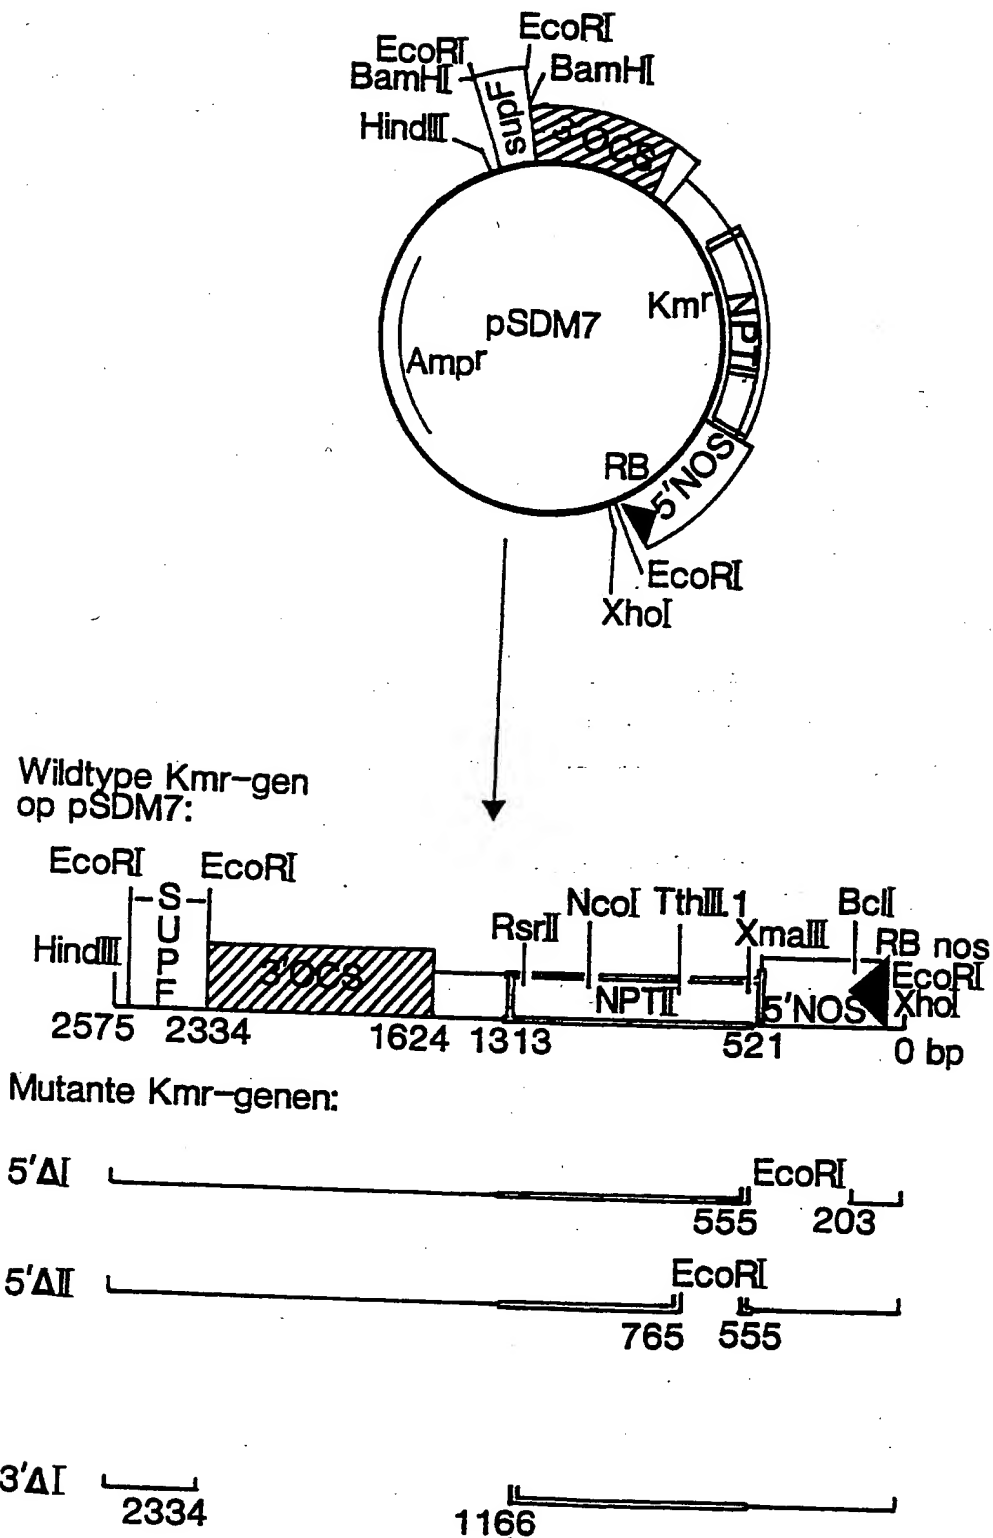 EcoRI
EcoRI
BamHI
BamHI
HindIII
supF
3'OCS
Kmr
NPTII
pSDM7
Ampr
RB
5'NOS
EcoRI
XhoI
Wildtype Kmr-gen
op pSDM7:
EcoRI
EcoRI
SUPF
HindIII
RsrII
NcoI
TthIII.1
XmaIII
BclI
RB nos
EcoRI
XhoI
3'OCS
NPTII
5'NOS
2575
2334
1624
1313
521
0 bp
Mutante Kmr-genen:
5'ΔI
EcoRI
555
203
5'ΔII
EcoRI
765
555
3'ΔI
2334
1166